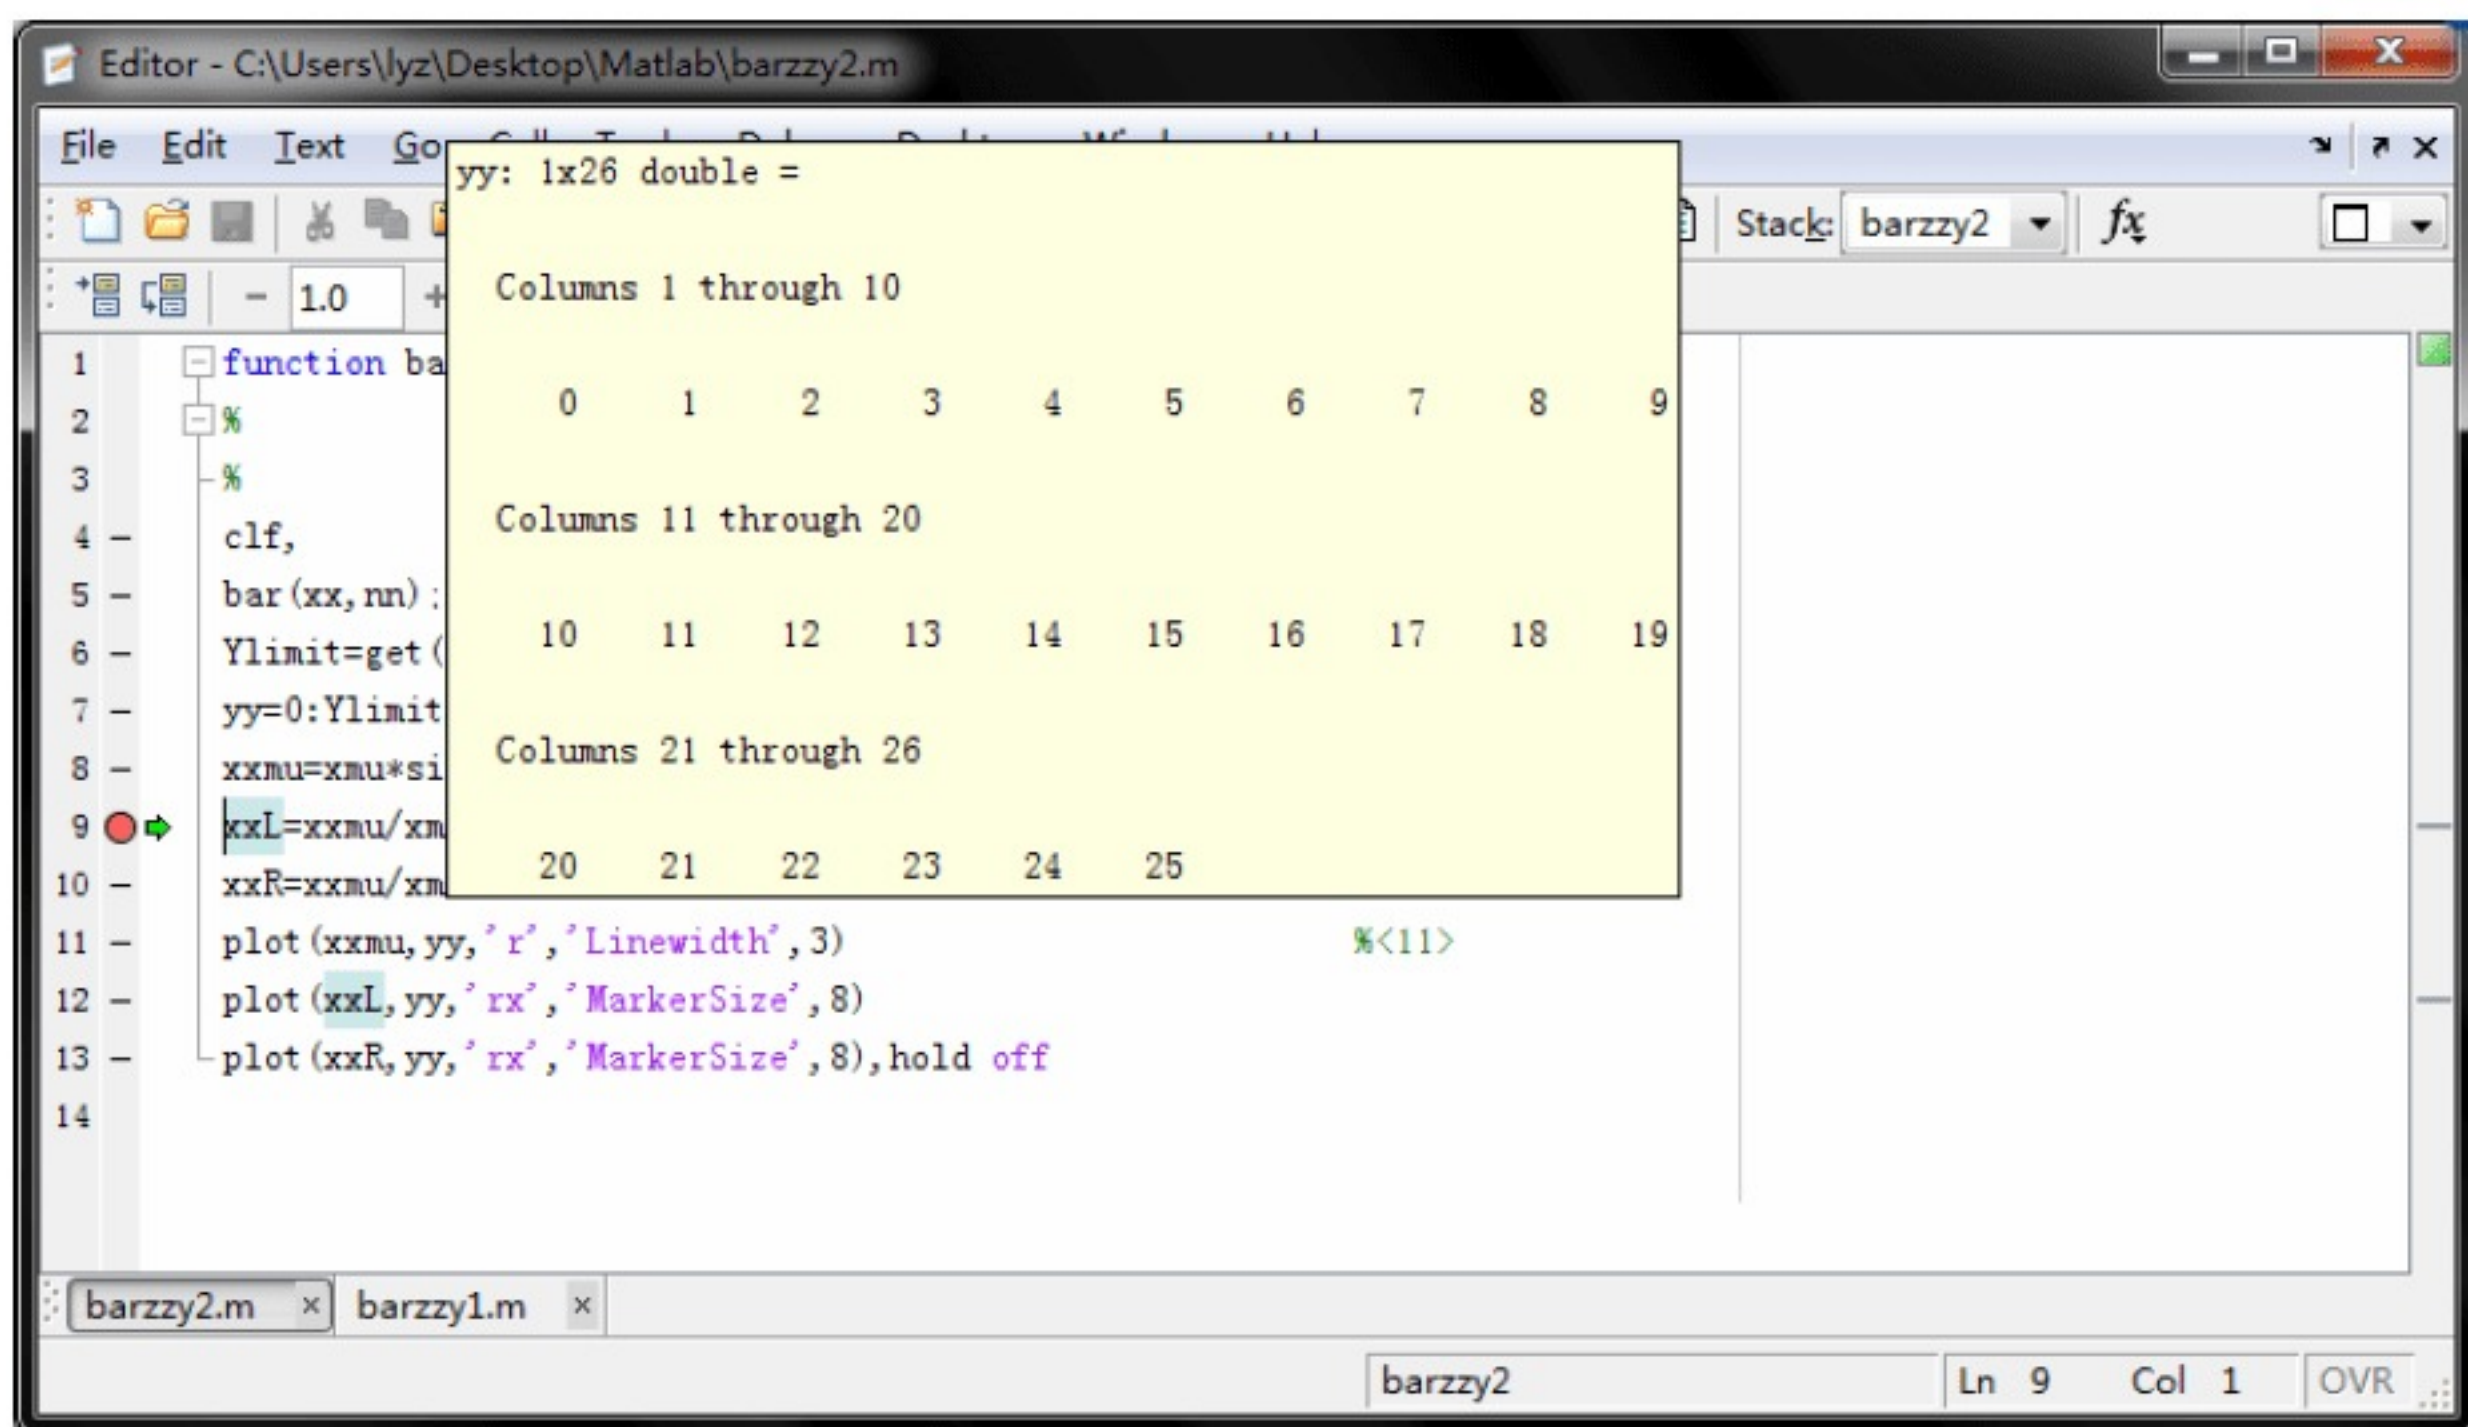 Editor - C:\Users\lyz\Desktop\Matlab\barzzy2.m
File Edit Text Go
Stack: barzzy2 fx
- 1.0 +
yy: 1x26 double =
Columns 1 through 10
0 1 2 3 4 5 6 7 8 9
Columns 11 through 20
10 11 12 13 14 15 16 17 18 19
Columns 21 through 26
20 21 22 23 24 25
1 function ba
2 %
3 %
4 - clf,
5 - bar(xx,nn);
6 - Ylimit=get(
7 - yy=0:Ylimit
8 - xxmu=xmu*si
9 xxL=xxmu/xm
10 - xxR=xxmu/xm
11 - plot(xxmu,yy,'r','Linewidth',3) %<11>
12 - plot(xxL,yy,'rx','MarkerSize',8)
13 - plot(xxR,yy,'rx','MarkerSize',8),hold off
14
barzzy2.m × barzzy1.m ×
barzzy2 Ln 9 Col 1 OVR